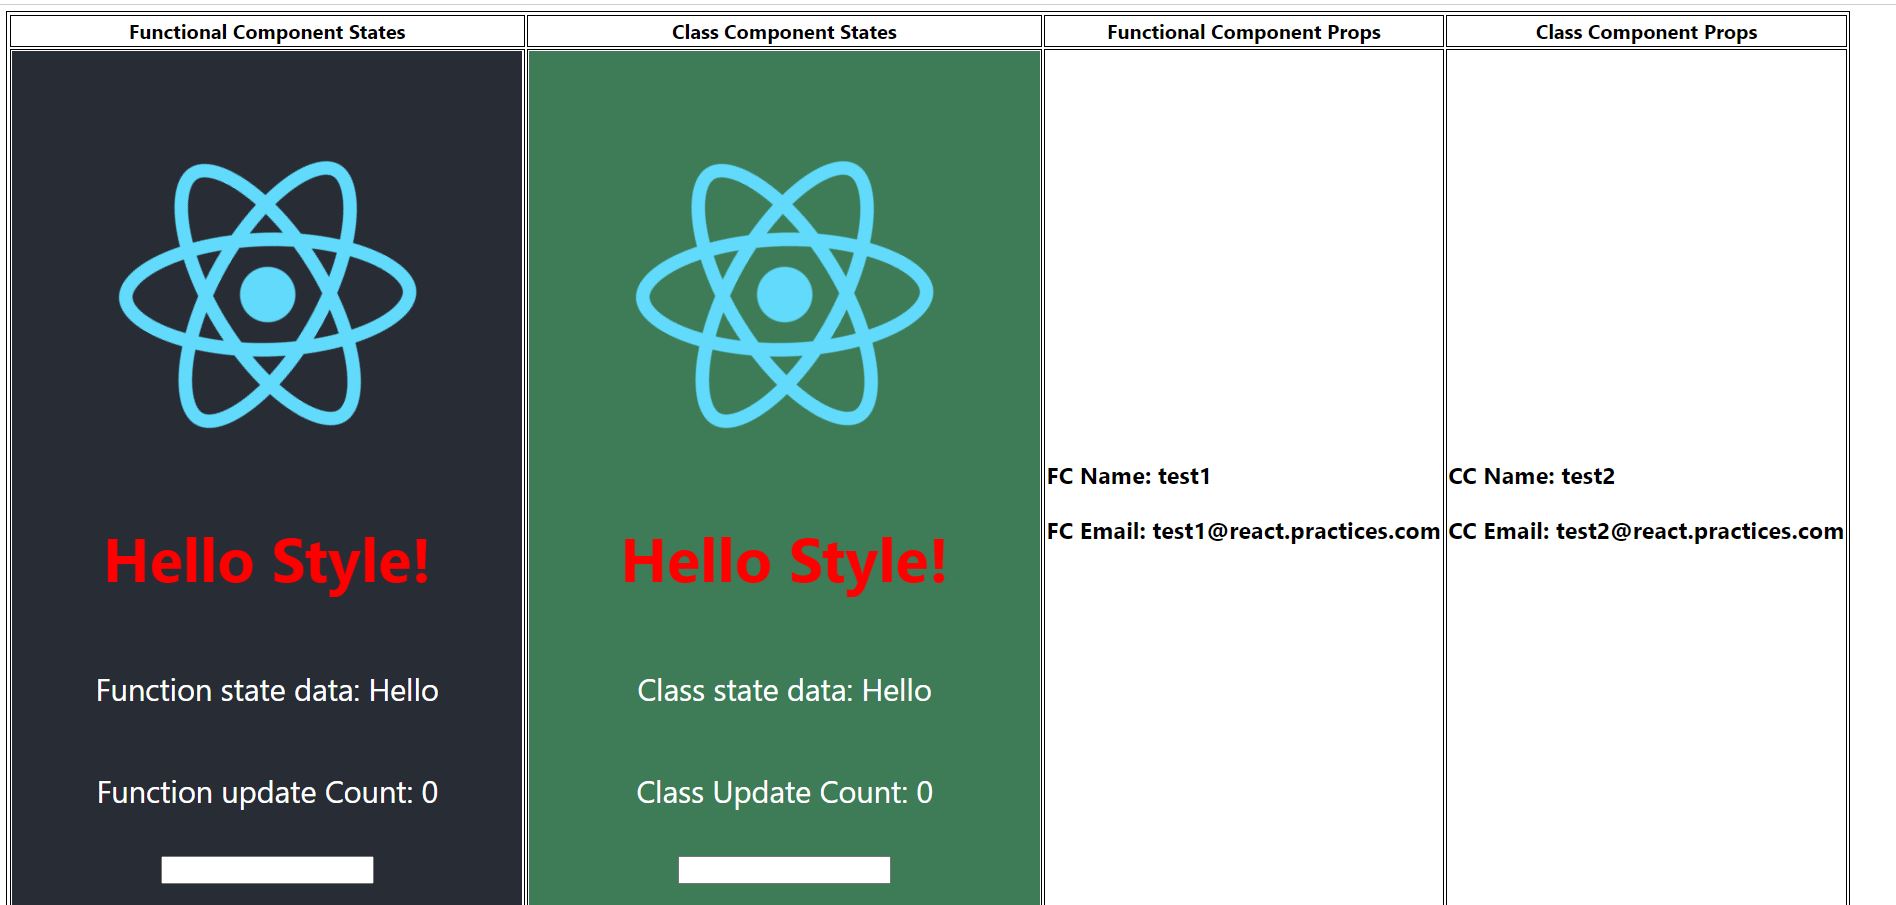 Functional Component States
Class Component States
Functional Component Props
Class Component Props
Hello Style!
Function state data: Hello
Function update Count: 0
Hello Style!
Class state data: Hello
Class Update Count: 0
FC Name: test1
FC Email: test1@react.practices.com
CC Name: test2
CC Email: test2@react.practices.com